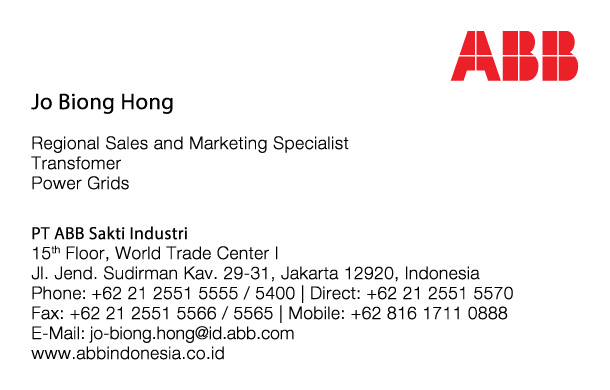 ABB
Jo Biong Hong
Regional Sales and Marketing Specialist
Transfomer
Power Grids
PT ABB Sakti Industri
15th Floor, World Trade Center I
Jl. Jend. Sudirman Kav. 29-31, Jakarta 12920, Indonesia
Phone: +62 21 2551 5555 / 5400 | Direct: +62 21 2551 5570
Fax: +62 21 2551 5566 / 5565 | Mobile: +62 816 1711 0888
E-Mail: jo-biong.hong@id.abb.com
www.abbindonesia.co.id